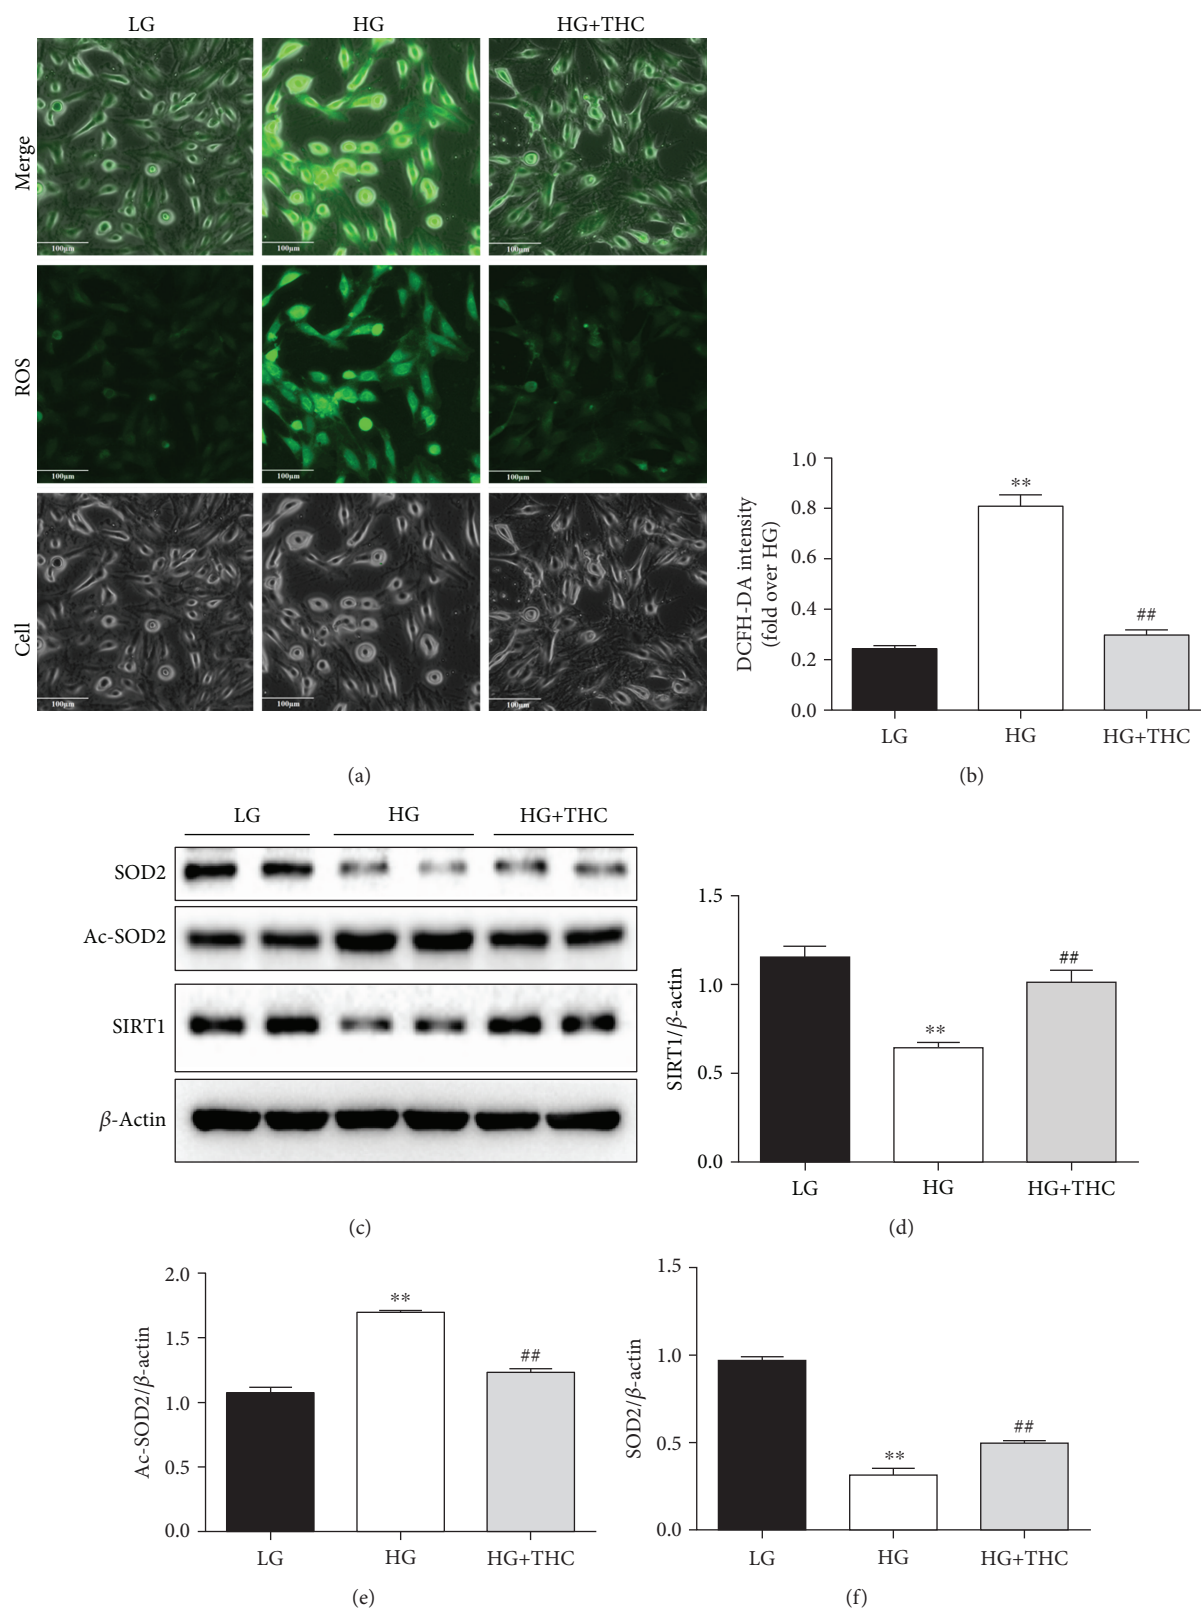 LG HG HG+THC
Merge
100μm 100μm 100μm
ROS
100μm 100μm 100μm
Cell
100μm 100μm 100μm
(a)
DCFH-DA intensity
(fold over HG)
1.0
0.8
0.6
0.4
0.2
0.0
**
##
LG HG HG+THC
(b)
LG HG HG+THC
SOD2
Ac-SOD2
SIRT1
β-Actin
(c)
SIRT1/β-actin
1.5
1.0
0.5
0.0
**
##
LG HG HG+THC
(d)
Ac-SOD2/β-actin
2.0
1.5
1.0
0.5
0.0
**
##
LG HG HG+THC
(e)
SOD2/β-actin
1.5
1.0
0.5
0.0
**
##
LG HG HG+THC
(f)